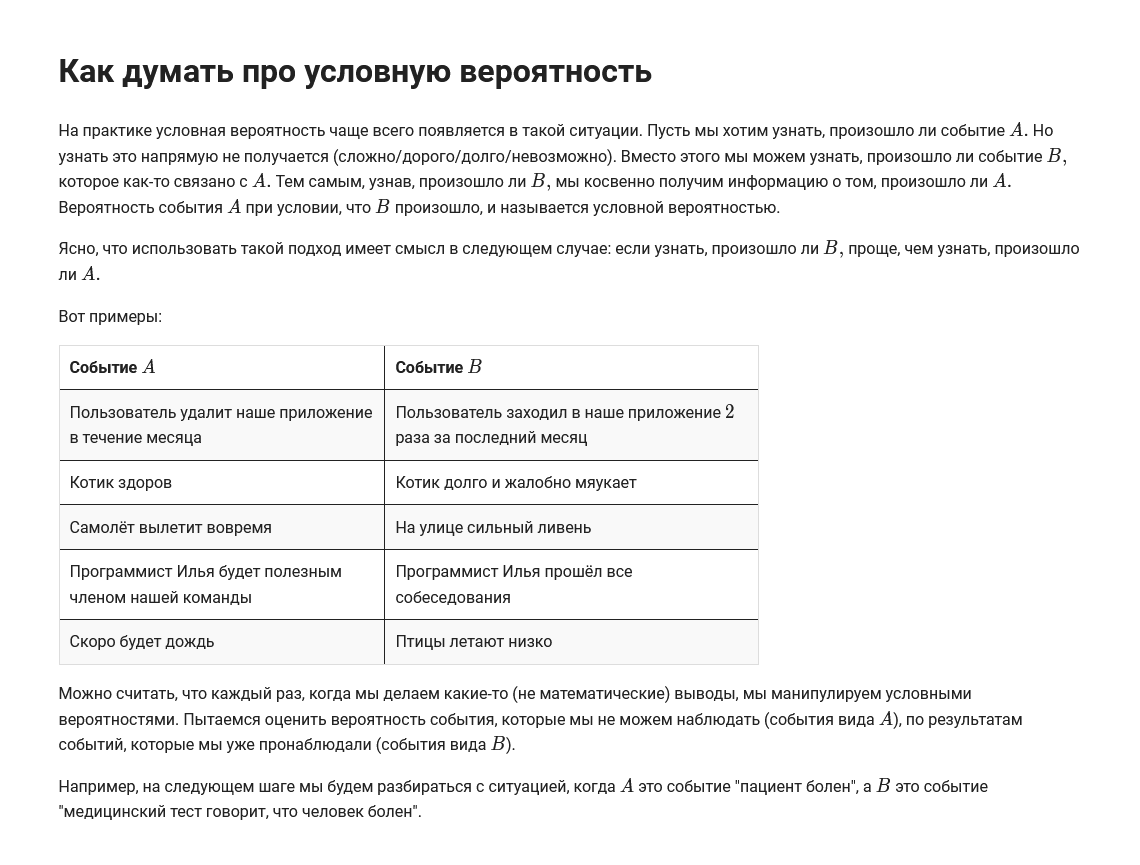 Как думать про условную вероятность
На практике условная вероятность чаще всего появляется в такой ситуации. Пусть мы хотим узнать, произошло ли событие A. Но
узнать это напрямую не получается (сложно/дорого/долго/невозможно). Вместо этого мы можем узнать, произошло ли событие B,
которое как-то связано с A. Тем самым, узнав, произошло ли B, мы косвенно получим информацию о том, произошло ли A.
Вероятность события A при условии, что B произошло, и называется условной вероятностью.
Ясно, что использовать такой подход имеет смысл в следующем случае: если узнать, произошло ли B, проще, чем узнать, произошло
ли A.
Вот примеры:
Событие A
Событие B
Пользователь удалит наше приложение
в течение месяца
Пользователь заходил в наше приложение 2
раза за последний месяц
Котик здоров
Котик долго и жалобно мяукает
Самолёт вылетит вовремя
На улице сильный ливень
Программист Илья будет полезным
членом нашей команды
Программист Илья прошёл все
собеседования
Скоро будет дождь
Птицы летают низко
Можно считать, что каждый раз, когда мы делаем какие-то (не математические) выводы, мы манипулируем условными
вероятностями. Пытаемся оценить вероятность события, которые мы не можем наблюдать (события вида A), по результатам
событий, которые мы уже пронаблюдали (события вида B).
Например, на следующем шаге мы будем разбираться с ситуацией, когда A это событие "пациент болен", а B это событие
"медицинский тест говорит, что человек болен".